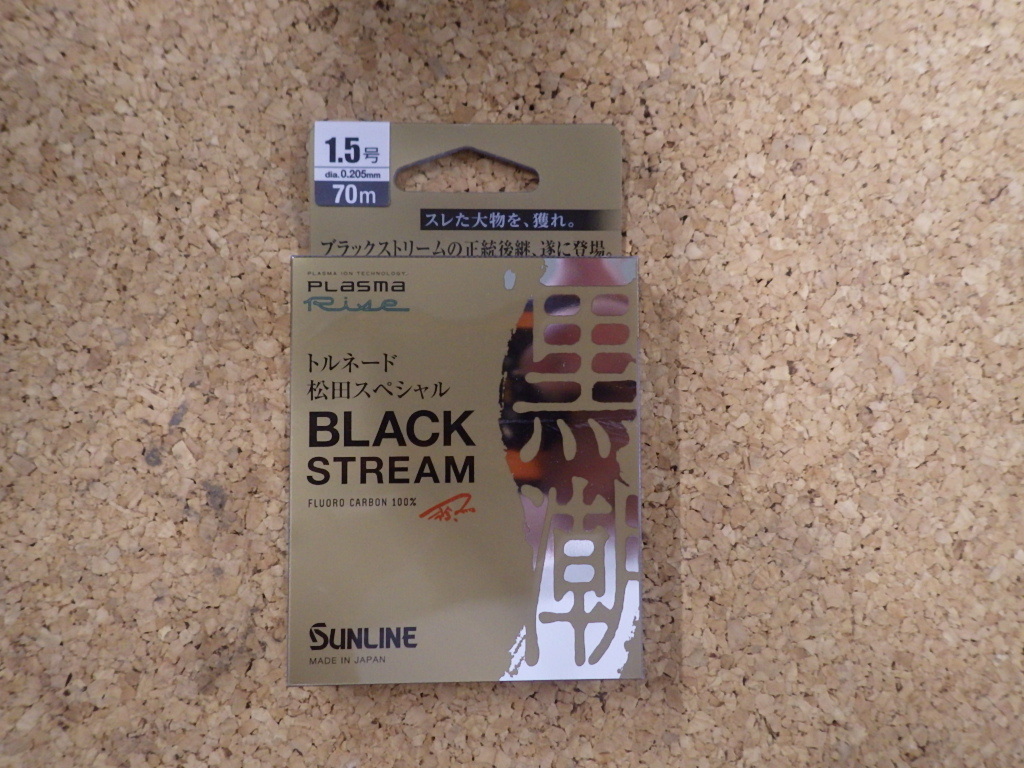 1.5号
dia.0.205mm
70m
スレた大物を、獲れ。
ブラックストリームの正統後継、遂に登場。
PLASMA ION TECHNOLOGY.
PLASMA
Rise
トルネード
松田スペシャル
BLACK
STREAM
FLUORO CARBON 100%
黒潮
SUNLINE
MADE IN JAPAN